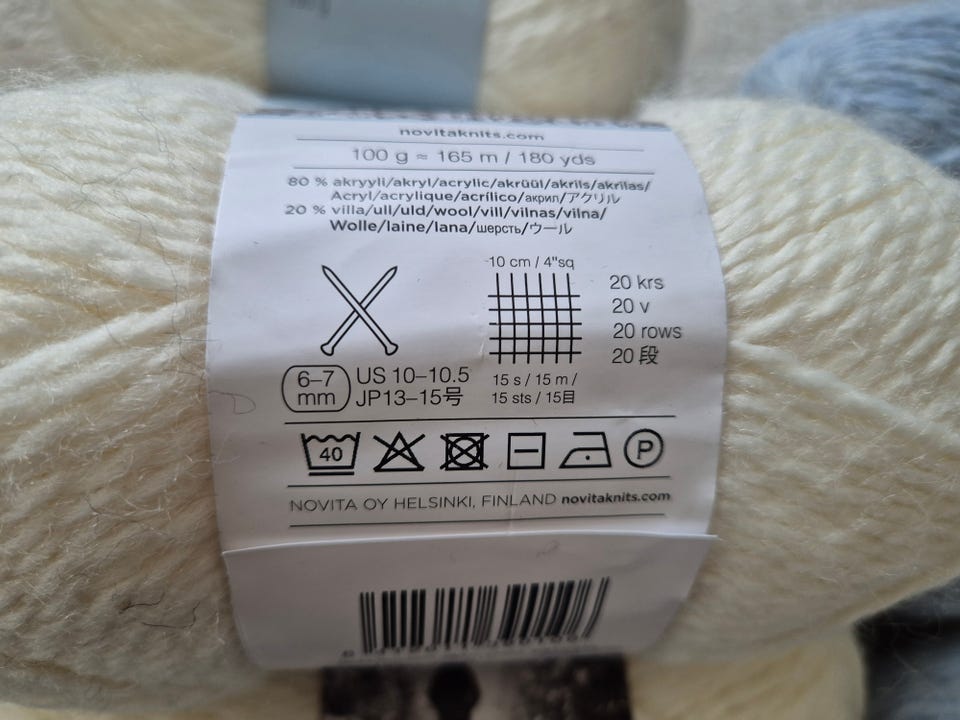 novitaknits.com
100 g ≈ 165 m / 180 yds
80 % akryyli/akryl/acrylic/akrüül/akrils/akrilas/
Acryl/acrylique/acrílico/акрил/アクリル
20 % villa/ull/uld/wool/vill/vilnas/vilna/
Wolle/laine/lana/шерсть/ウール
10 cm / 4"sq
20 krs
20 v
20 rows
20 段
6–7
mm
US 10–10.5
JP13–15号
15 s / 15 m /
15 sts / 15目
40
P
NOVITA OY HELSINKI, FINLAND novitaknits.com